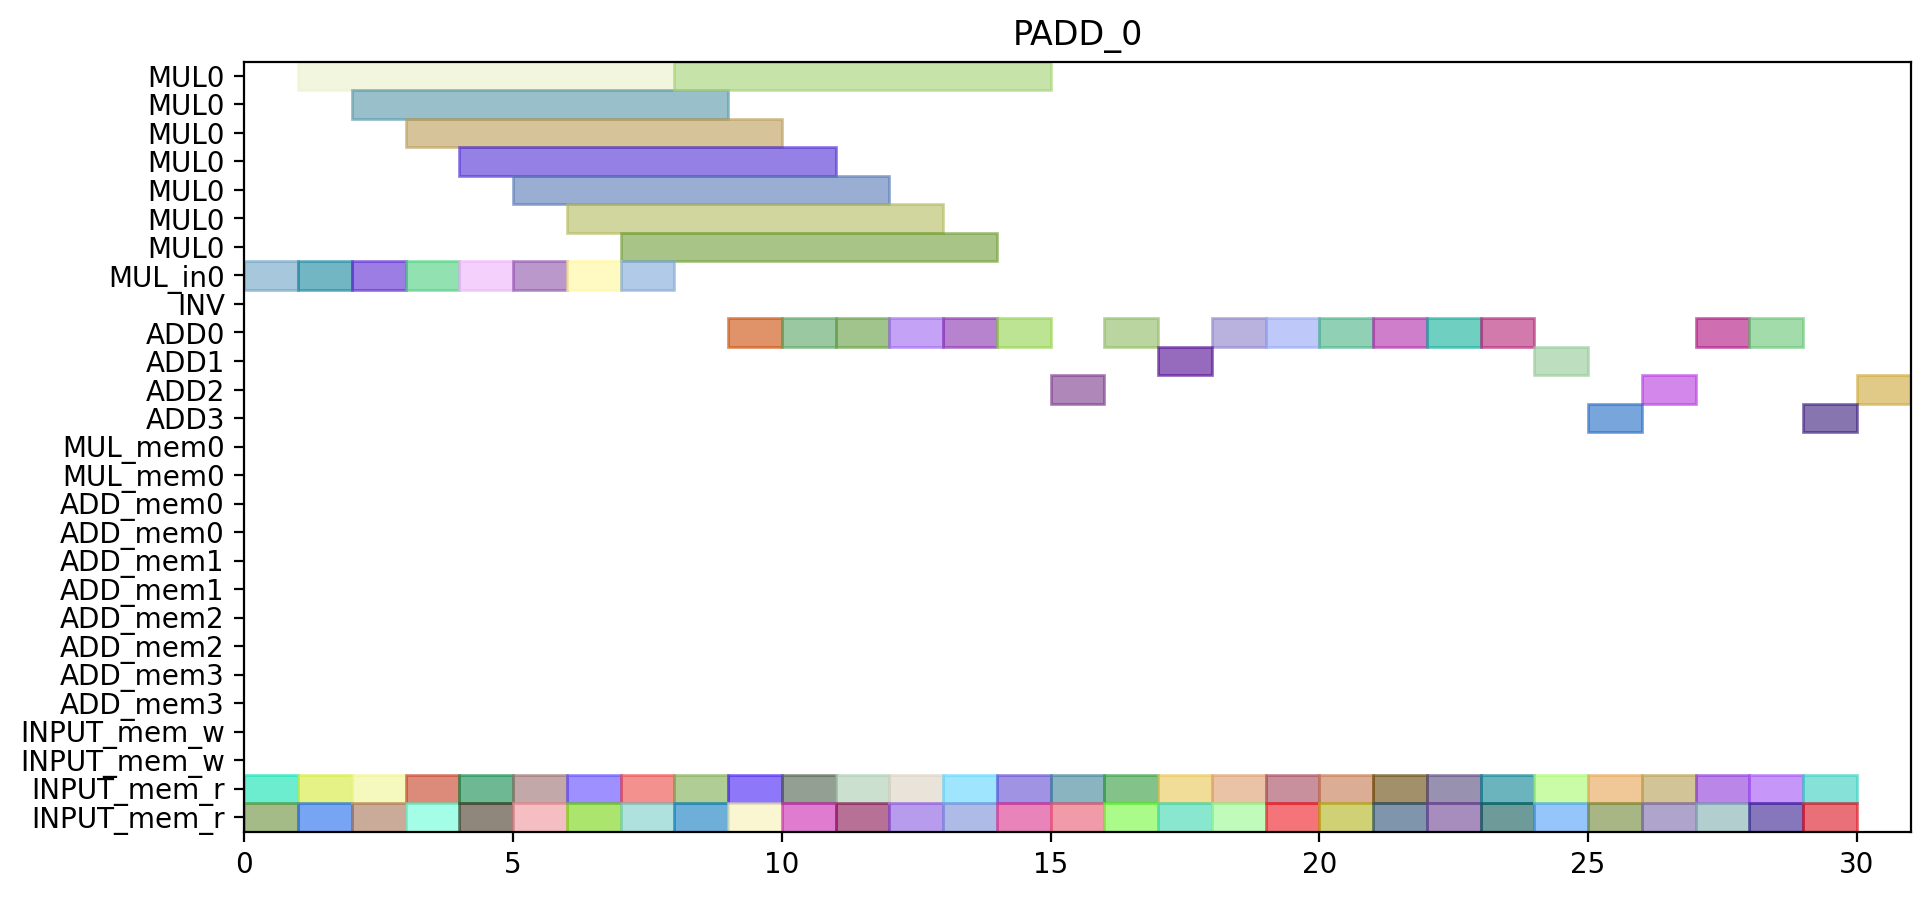 PADD_0
MUL0
MUL0
MUL0
MUL0
MUL0
MUL0
MUL0
MUL_in0
INV
ADD0
ADD1
ADD2
ADD3
MUL_mem0
MUL_mem0
ADD_mem0
ADD_mem0
ADD_mem1
ADD_mem1
ADD_mem2
ADD_mem2
ADD_mem3
ADD_mem3
INPUT_mem_w
INPUT_mem_w
INPUT_mem_r
INPUT_mem_r
0 5 10 15 20 25 30